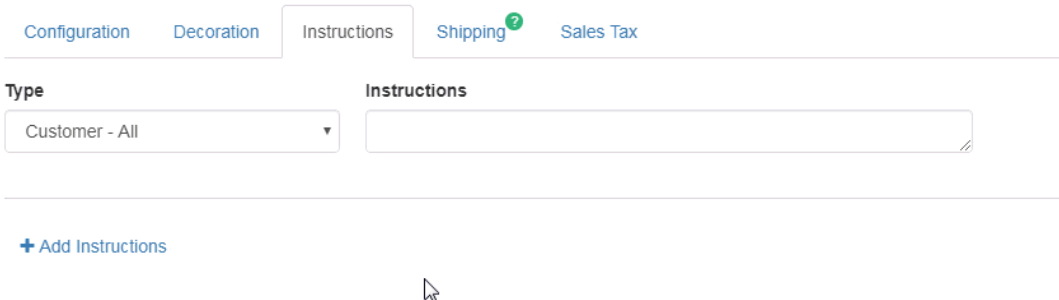 Configuration Decoration Instructions Shipping ? Sales Tax
Type Instructions
Customer - All
+ Add Instructions